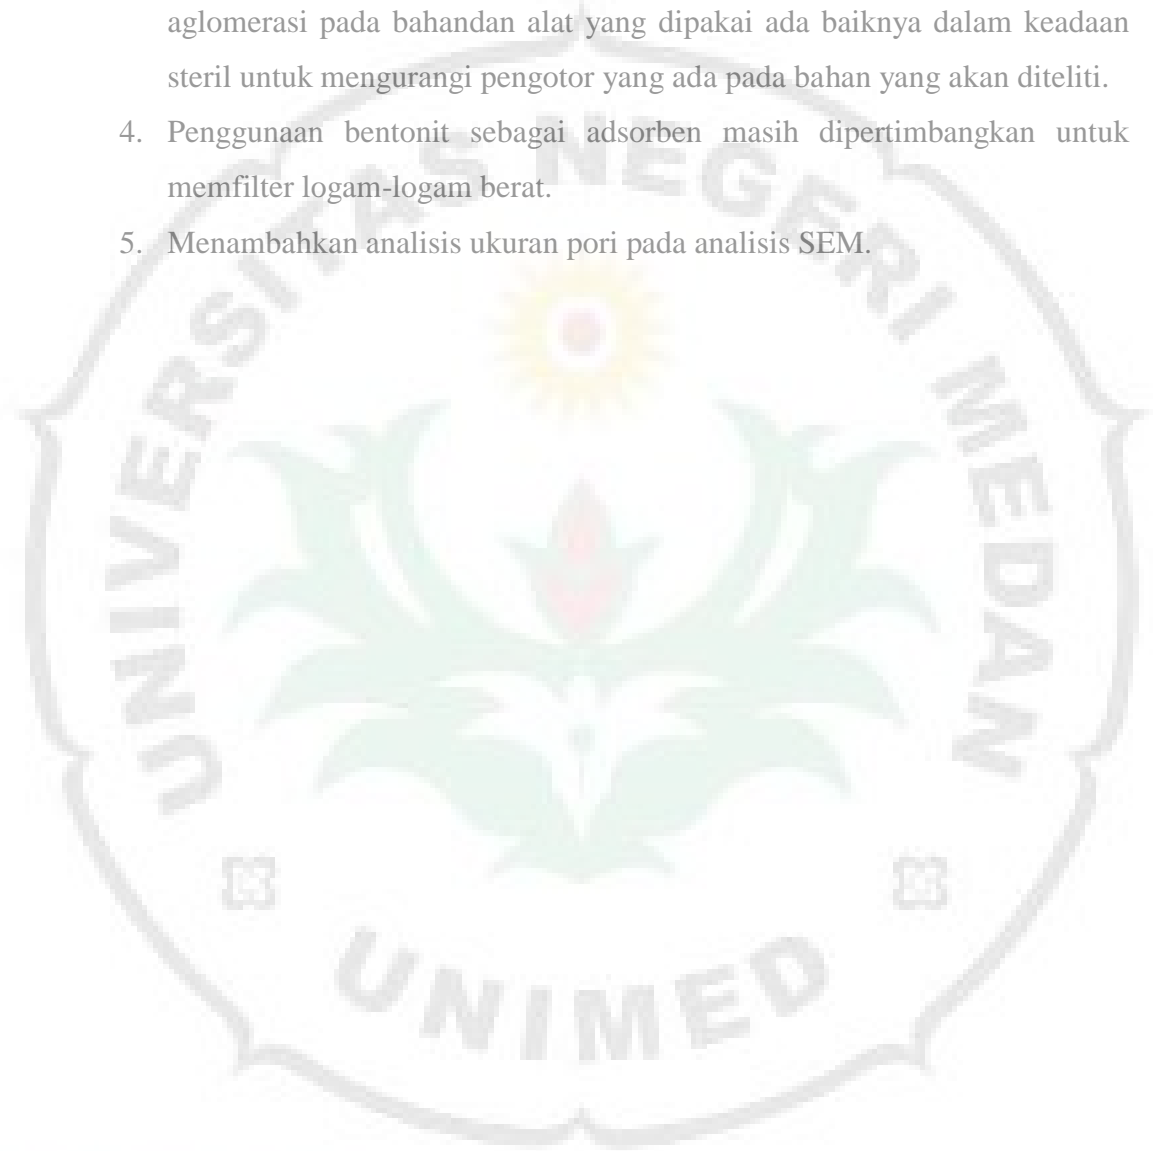 aglomerasi pada bahandan alat yang dipakai ada baiknya dalam keadaan
steril untuk mengurangi pengotor yang ada pada bahan yang akan diteliti.
4. Penggunaan bentonit sebagai adsorben masih dipertimbangkan untuk
memfilter logam-logam berat.
5. Menambahkan analisis ukuran pori pada analisis SEM.
UNIVERSITAS NEGERI MEDAN
UNIMED